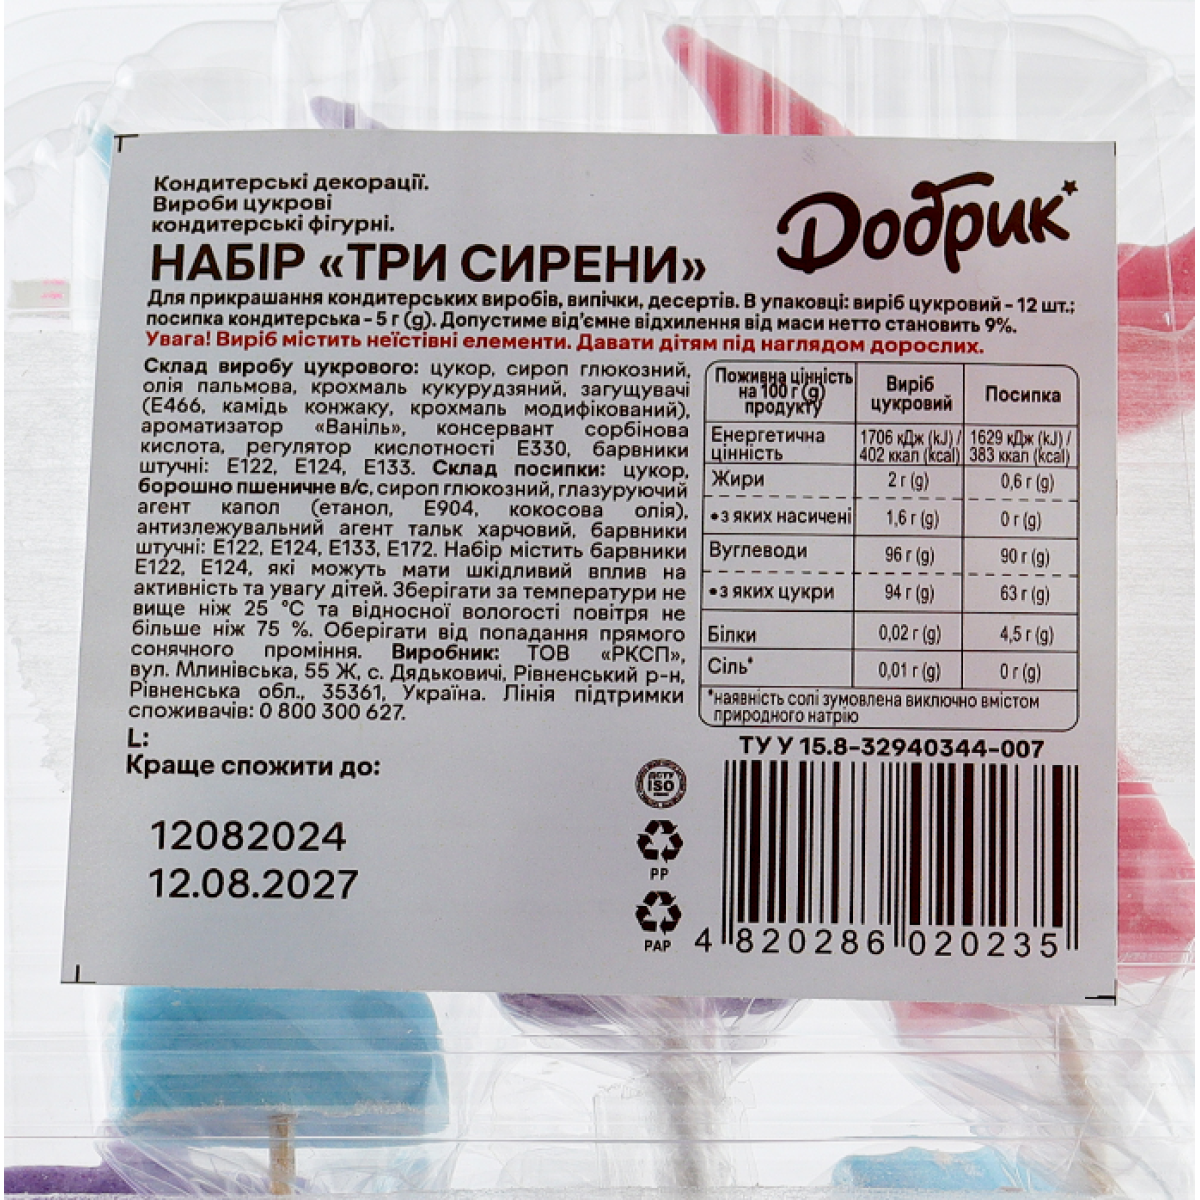 Кондитерські декорації.
Вироби цукрові
кондитерські фігурні.
Добрик
НАБІР «ТРИ СИРЕНИ»
Для прикрашання кондитерських виробів, випічки, десертів. В упаковці: виріб цукровий - 12 шт.;
посипка кондитерська - 5 г (g). Допустиме від'ємне відхилення від маси нетто становить 9%.
Увага! Виріб містить неїстівні елементи. Давати дітям під наглядом дорослих.
Склад виробу цукрового: цукор, сироп глюкозний,
олія пальмова, крохмаль кукурудзяний, загущувачі
(Е466, камідь конжаку, крохмаль модифікований),
ароматизатор «Ваніль», консервант сорбінова
кислота, регулятор кислотності Е330, барвники
штучні: Е122, Е124, Е133. Склад посипки: цукор,
борошно пшеничне в/с, сироп глюкозний, глазуруючий
агент капол (етанол, Е904, кокосова олія),
антизлежувальний агент тальк харчовий, барвники
штучні: Е122, Е124, Е133, Е172. Набір містить барвники
Е122, Е124, які можуть мати шкідливий вплив на
активність та увагу дітей. Зберігати за температури не
вище ніж 25 °C та відносної вологості повітря не
більше ніж 75 %. Оберігати від попадання прямого
сонячного проміння. Виробник: ТОВ «РКСП»,
вул. Млинівська, 55 Ж, с. Дядьковичі, Рівненський р-н,
Рівненська обл., 35361, Україна. Лінія підтримки
споживачів: 0 800 300 627.
L:
Краще спожити до:
12082024
12.08.2027
Поживна цінність
на 100 г (g)
продукту
Виріб
цукровий
Посипка
Енергетична
цінність
1706 кДж (kJ) /
402 ккал (kcal)
1629 кДж (kJ) /
383 ккал (kcal)
Жири 2 г (g) 0,6 г (g)
•з яких насичені 1,6 г (g) 0 г (g)
Вуглеводи 96 г (g) 90 г (g)
•з яких цукри 94 г (g) 63 г (g)
Білки 0,02 г (g) 4,5 г (g)
Сіль* 0,01 г (g) 0 г (g)
*наявність солі зумовлена виключно вмістом
природного натрію
ТУ У 15.8-32940344-007
ДСТУ
ISO
PP
PAP
4 820286 020235